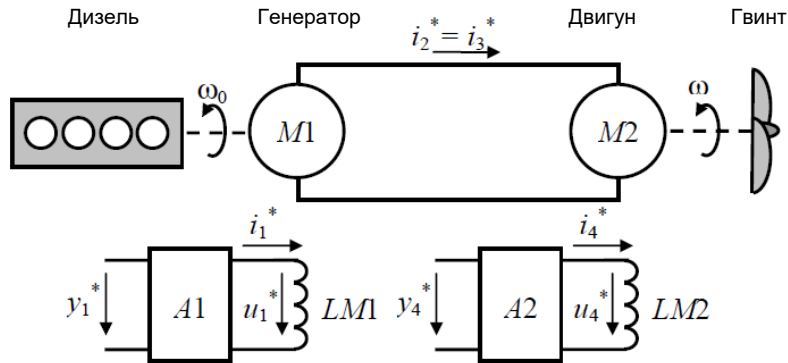 Дизель Генератор Двигун Гвинт
i₂* = i₃*
ω₀ ω
M1 M2
i₁* i₄*
y₁* A1 u₁* LM1 y₄* A2 u₄* LM2